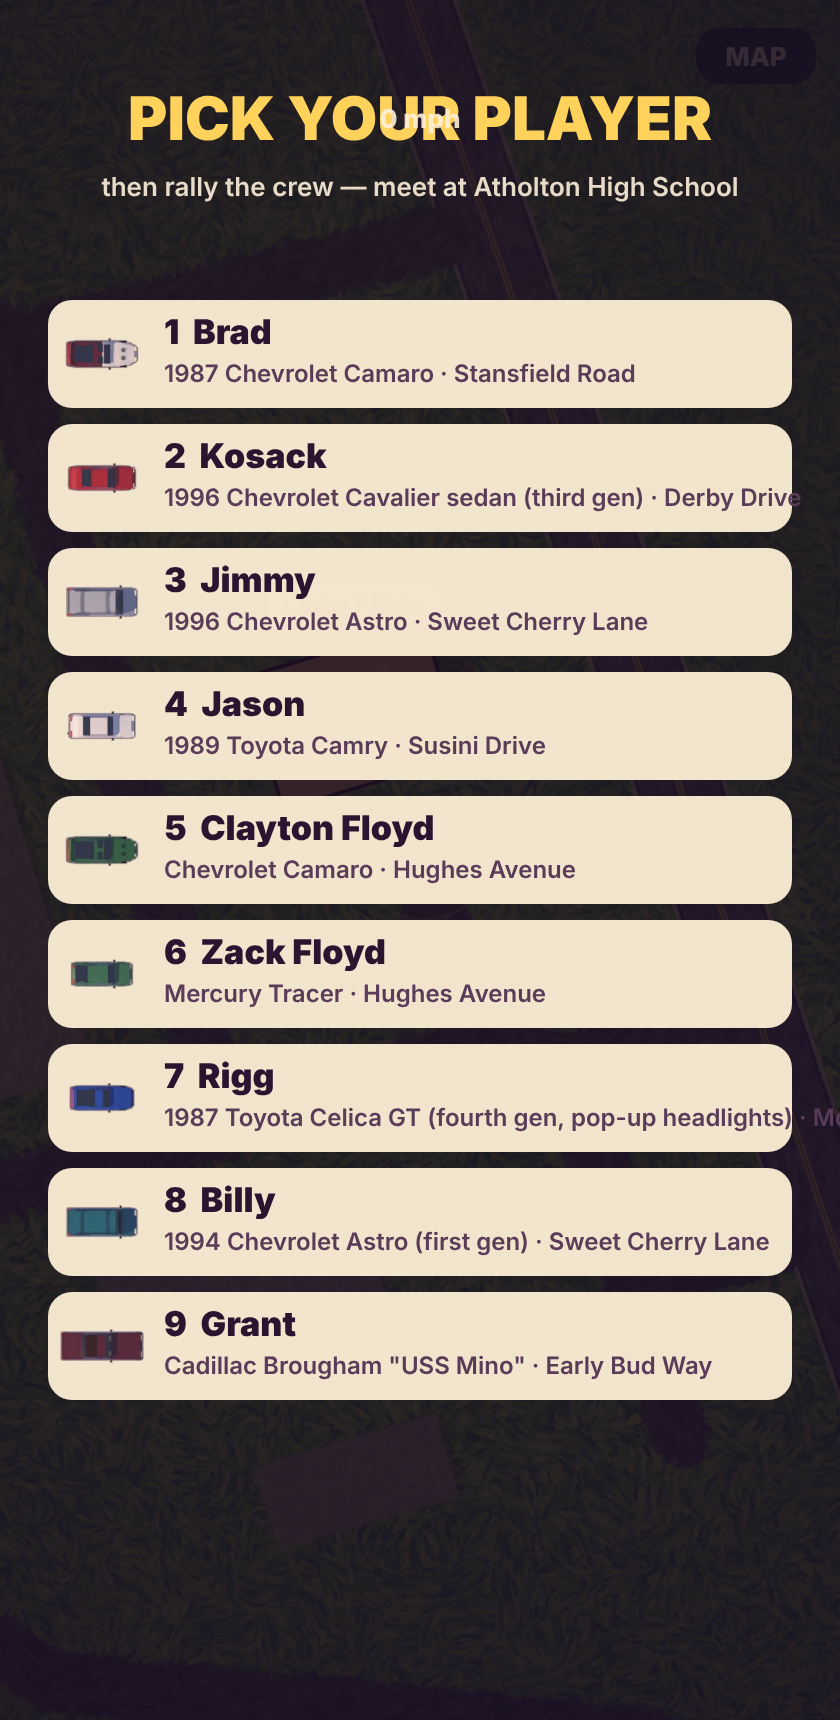 MAP
PICK YOUR PLAYER
0 mph
then rally the crew — meet at Atholton High School
1 Brad
1987 Chevrolet Camaro · Stansfield Road
2 Kosack
1996 Chevrolet Cavalier sedan (third gen) · Derby Drive
3 Jimmy
1996 Chevrolet Astro · Sweet Cherry Lane
4 Jason
1989 Toyota Camry · Susini Drive
5 Clayton Floyd
Chevrolet Camaro · Hughes Avenue
6 Zack Floyd
Mercury Tracer · Hughes Avenue
7 Rigg
1987 Toyota Celica GT (fourth gen, pop-up headlights) ·
8 Billy
1994 Chevrolet Astro (first gen) · Sweet Cherry Lane
9 Grant
Cadillac Brougham "USS Mino" · Early Bud Way